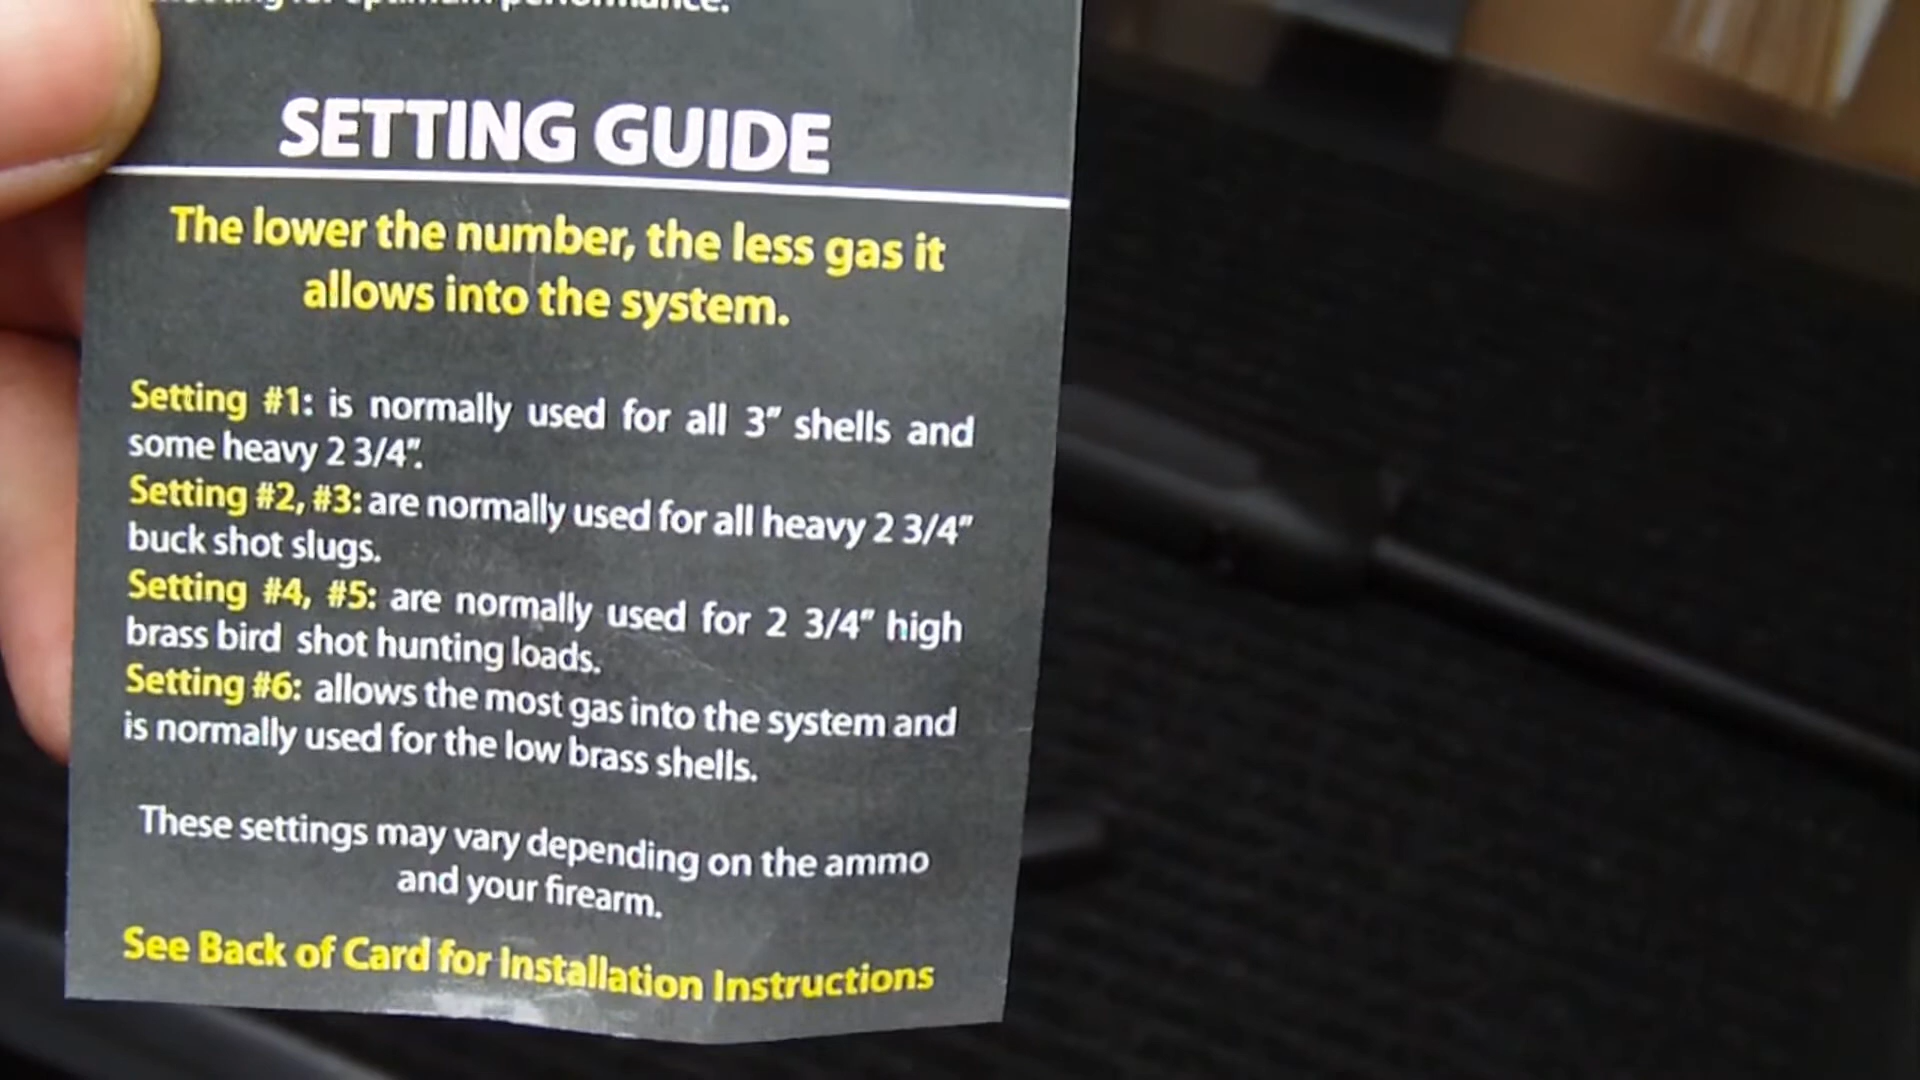 for optimum performance.
SETTING GUIDE
The lower the number, the less gas it
allows into the system.
Setting #1: is normally used for all 3" shells and
some heavy 2 3/4".
Setting #2, #3: are normally used for all heavy 2 3/4"
buck shot slugs.
Setting #4, #5: are normally used for 2 3/4" high
brass bird shot hunting loads.
Setting #6: allows the most gas into the system and
is normally used for the low brass shells.
These settings may vary depending on the ammo
and your firearm.
See Back of Card for Installation Instructions